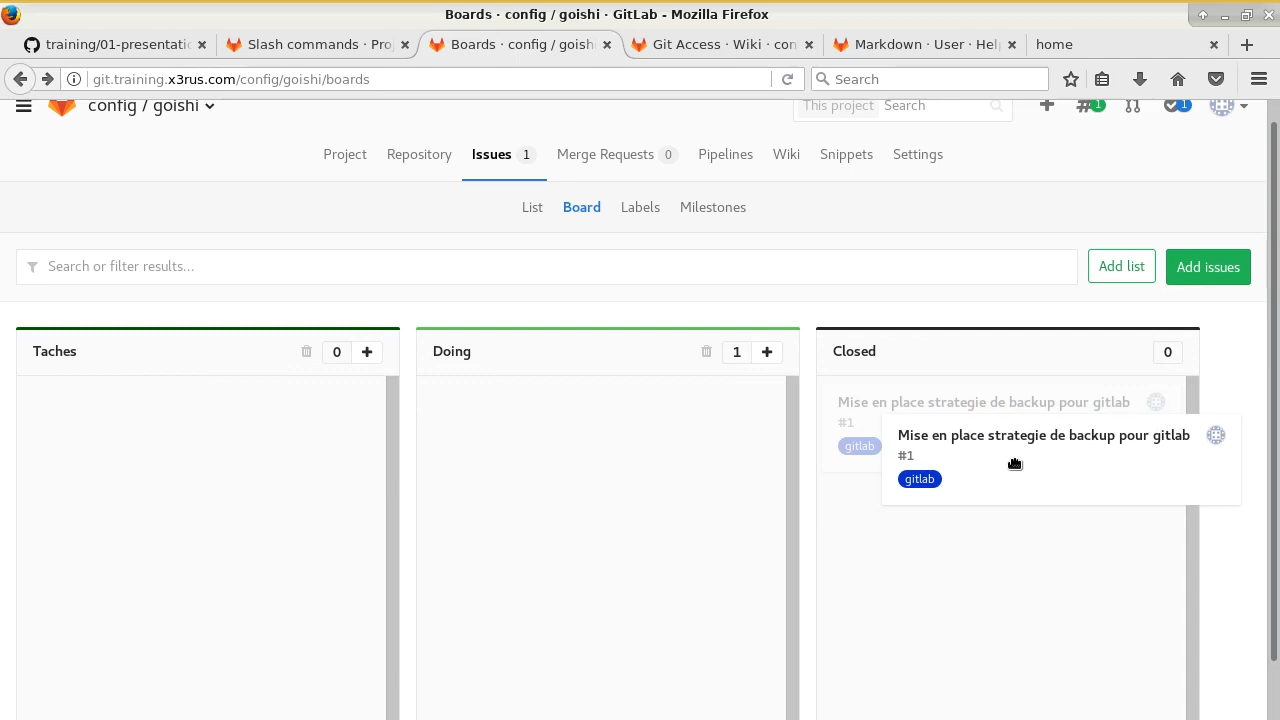 Boards · config / goishi · GitLab - Mozilla Firefox
training/01-presentatio
Slash commands · Pro
Boards · config / goishi
Git Access · Wiki · con
Markdown · User · Hel
home
git.training.x3rus.com/config/goishi/boards
Search
config / goishi
This project Search
1
1
Project
Repository
Issues 1
Merge Requests 0
Pipelines
Wiki
Snippets
Settings
List
Board
Labels
Milestones
Search or filter results...
Add list
Add issues
Taches
0
Doing
1
Closed
0
Mise en place strategie de backup pour gitlab
#1
gitlab
Mise en place strategie de backup pour gitlab
#1
gitlab